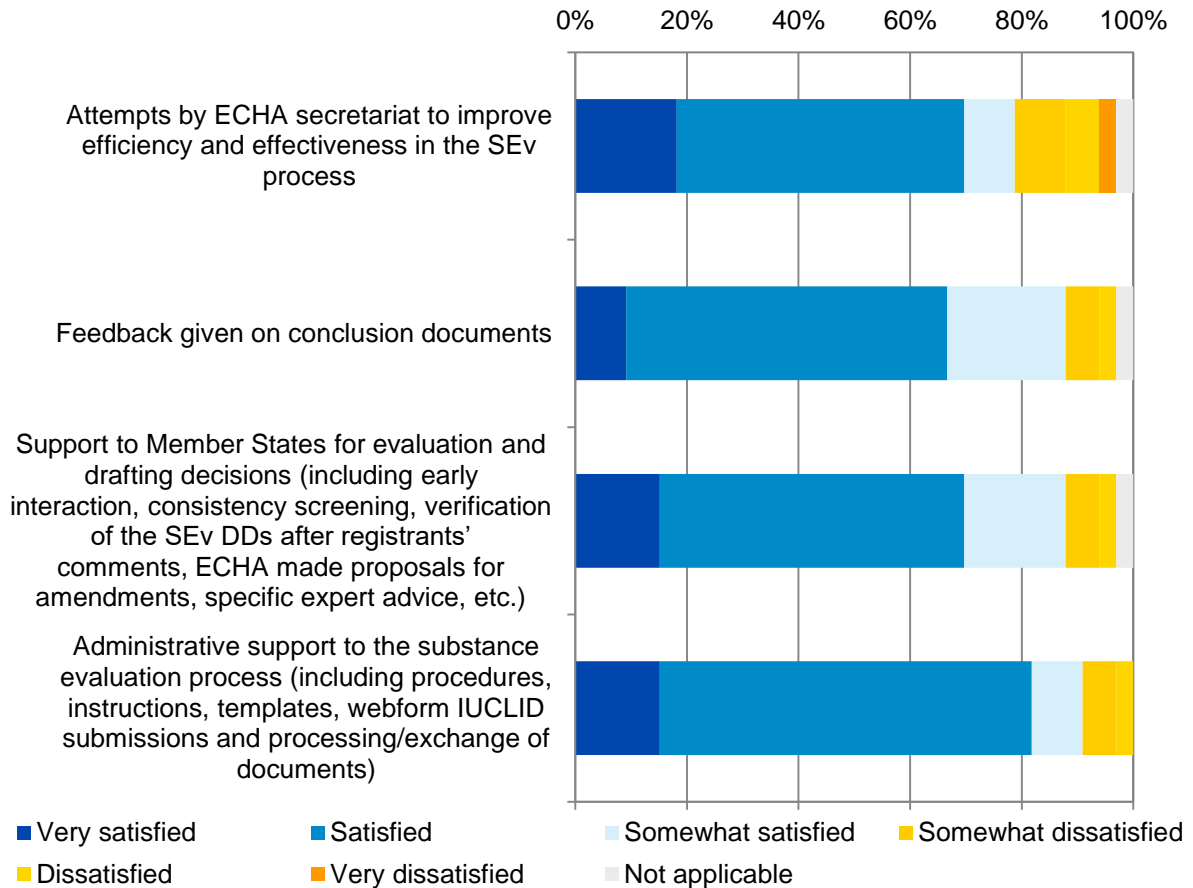 0% 20% 40% 60% 80% 100%
Attempts by ECHA secretariat to improve
efficiency and effectiveness in the SEv
process
Feedback given on conclusion documents
Support to Member States for evaluation and
drafting decisions (including early
interaction, consistency screening, verification
of the SEv DDs after registrants’
comments, ECHA made proposals for
amendments, specific expert advice, etc.)
Administrative support to the substance
evaluation process (including procedures,
instructions, templates, webform IUCLID
submissions and processing/exchange of
documents)
Very satisfied Satisfied Somewhat satisfied Somewhat dissatisfied
Dissatisfied Very dissatisfied Not applicable